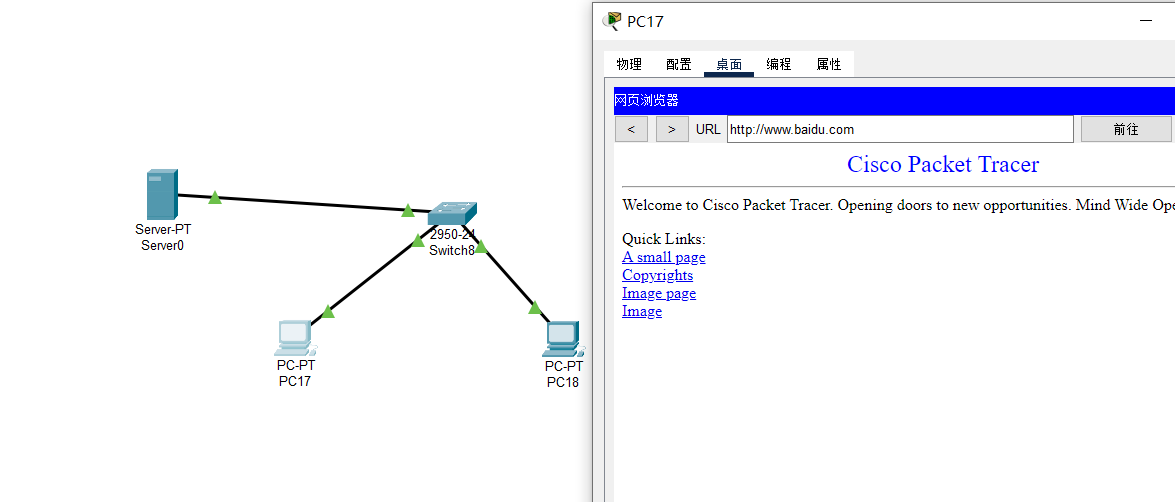 PC17
物理 配置 桌面 编程 属性
网页浏览器
< > URL http://www.baidu.com 前往
Cisco Packet Tracer
Welcome to Cisco Packet Tracer. Opening doors to new opportunities. Mind Wide Ope
Quick Links:
A small page
Copyrights
Image page
Image
Server-PT
Server0
2950-24
Switch8
PC-PT
PC17
PC-PT
PC18